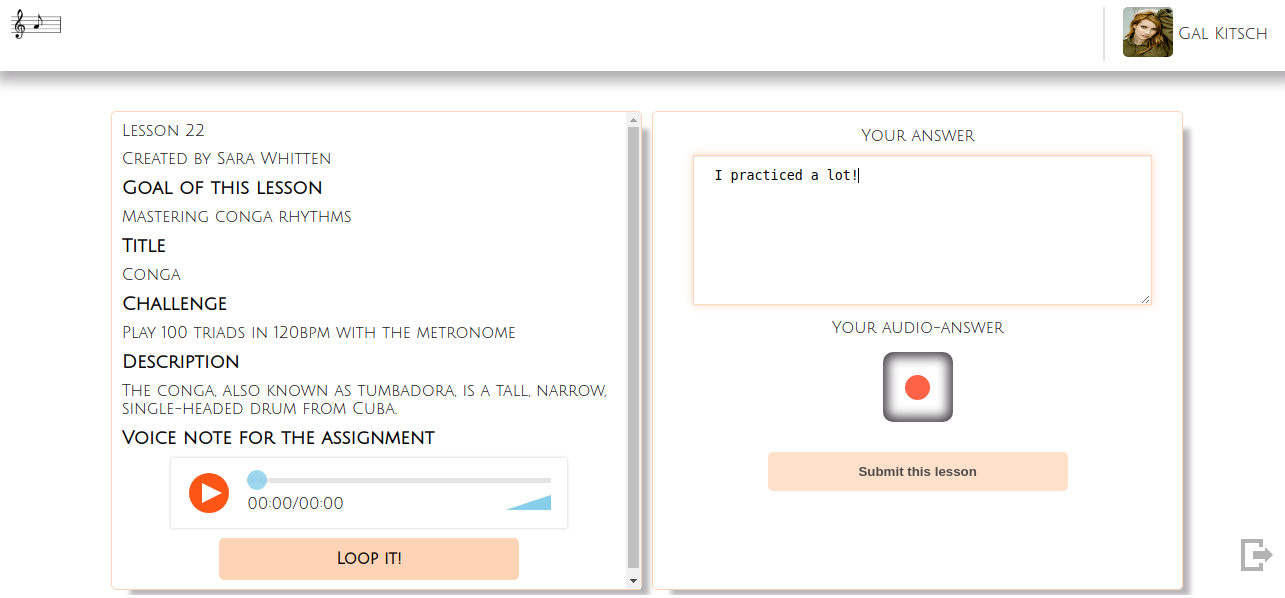 Gal Kitsch
Lesson 22
Created by Sara Whitten
Goal of this lesson
Mastering conga rhythms
Title
Conga
Challenge
Play 100 triads in 120bpm with the metronome
Description
The conga, also known as tumbadora, is a tall, narrow,
single-headed drum from Cuba.
Voice note for the assignment
00:00/00:00
Loop it!
Your answer
I practiced a lot!
Your audio-answer
Submit this lesson